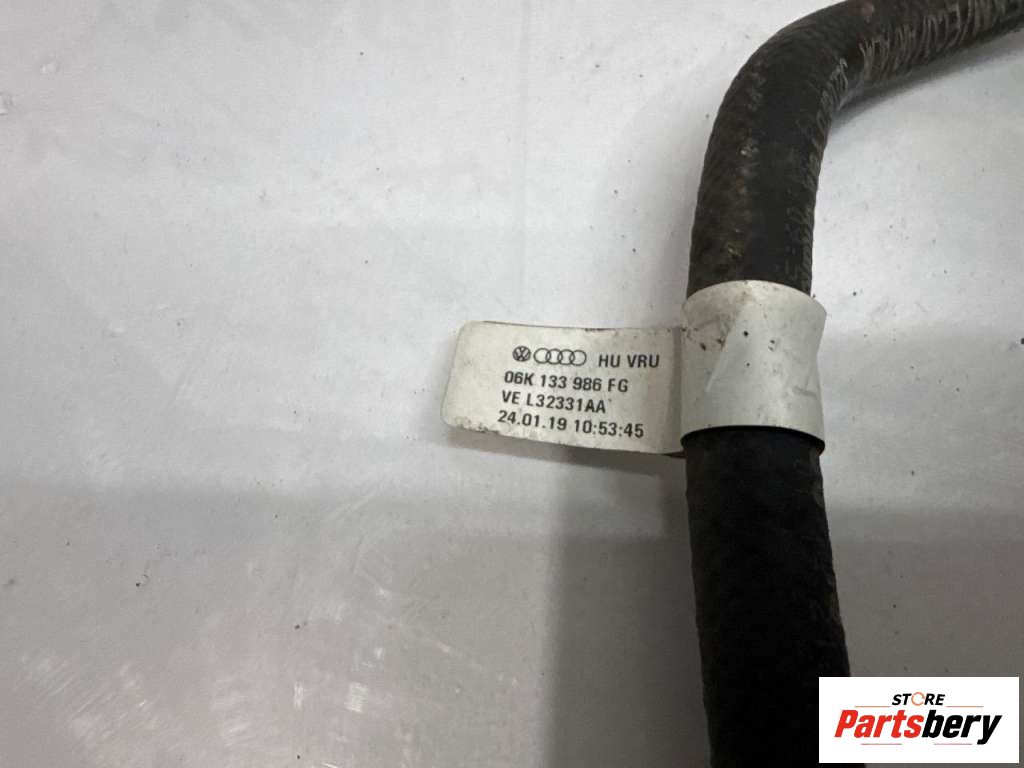 HU VRU
06K 133 986 FG
VE L32331AA
24.01.19 10:53:45
STORE
Partsbery